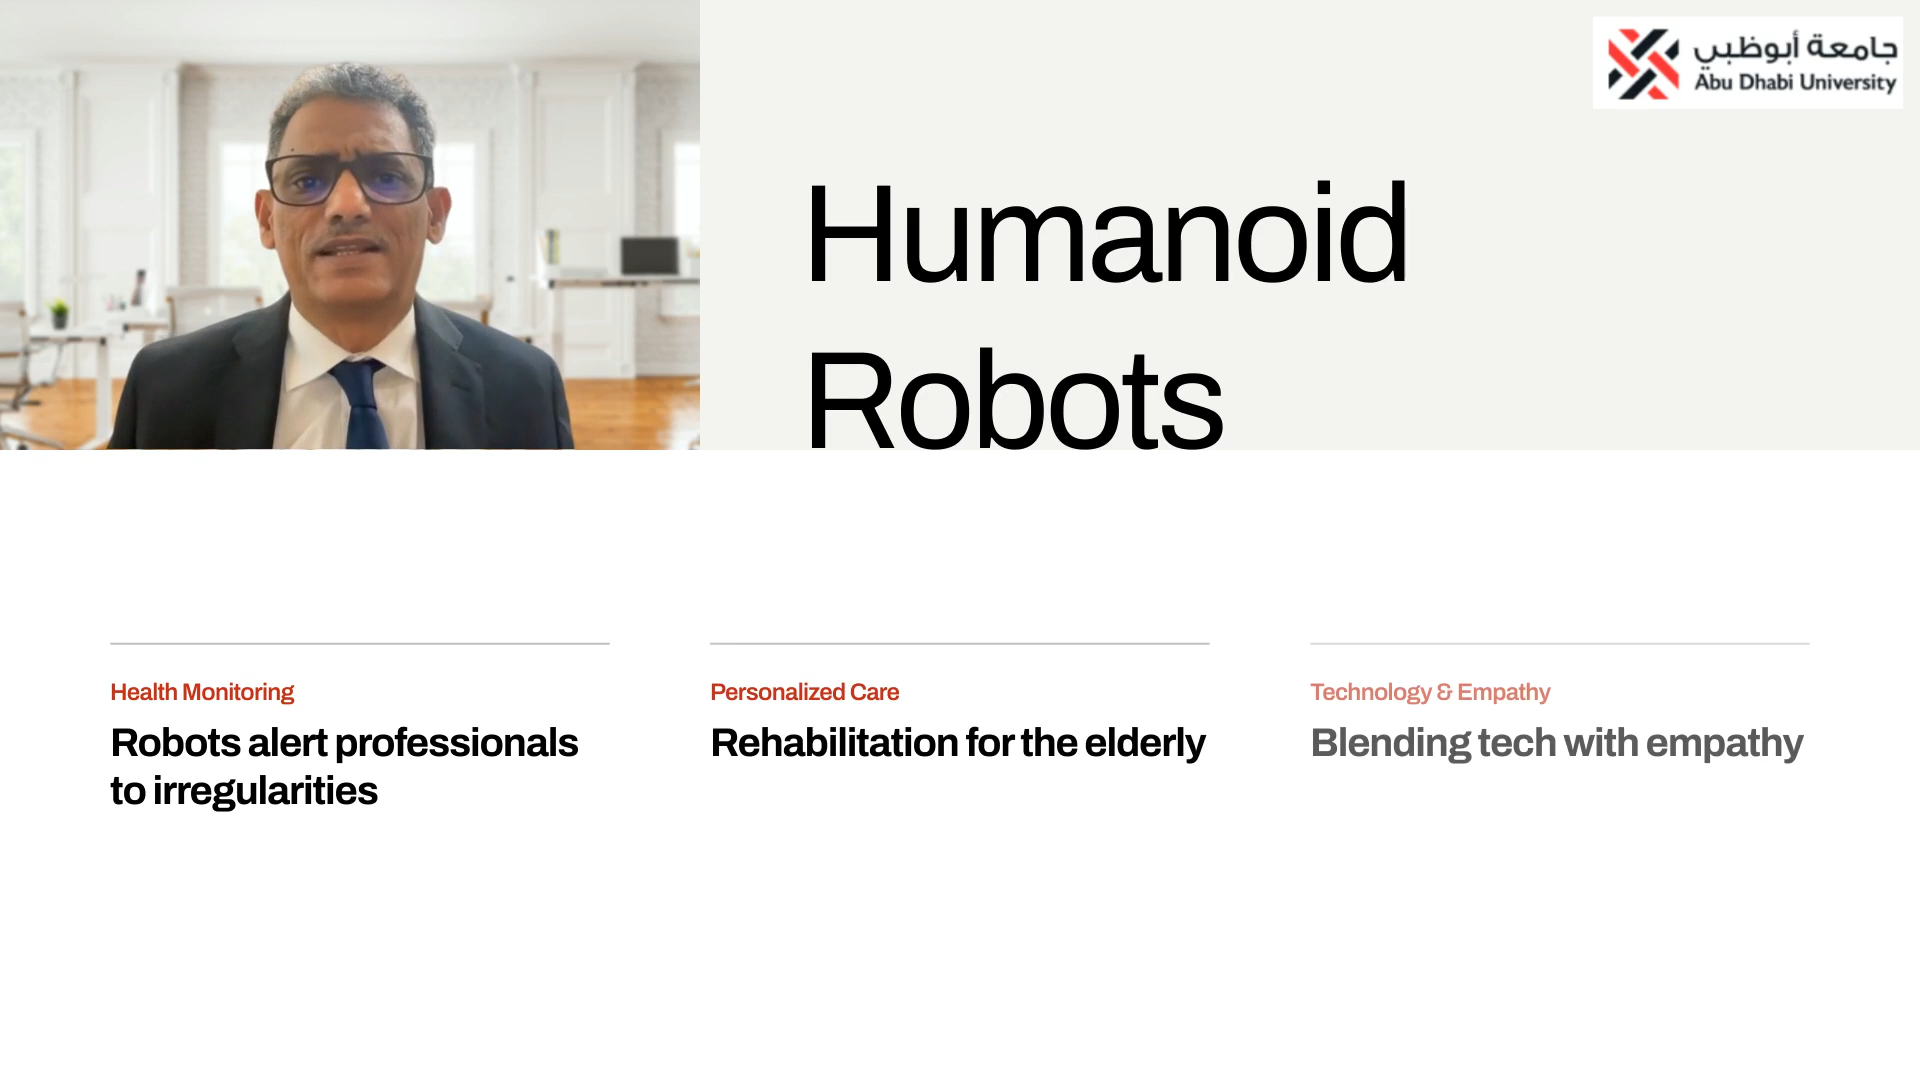 جامعة أبوظبي
Abu Dhabi University
Humanoid
Robots
Health Monitoring
Robots alert professionals
to irregularities
Personalized Care
Rehabilitation for the elderly
Technology & Empathy
Blending tech with empathy